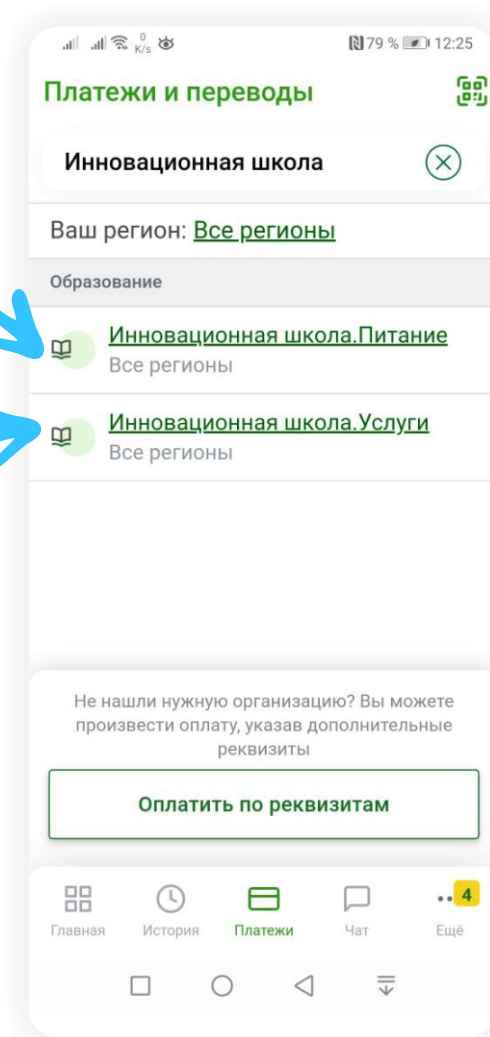 0 K/s 79 % 12:25
Платежи и переводы
Инновационная школа
Ваш регион: Все регионы
Образование
Инновационная школа.Питание
Все регионы
Инновационная школа.Услуги
Все регионы
Не нашли нужную организацию? Вы можете
произвести оплату, указав дополнительные
реквизиты
Оплатить по реквизитам
4
Главная История Платежи Чат Ещё